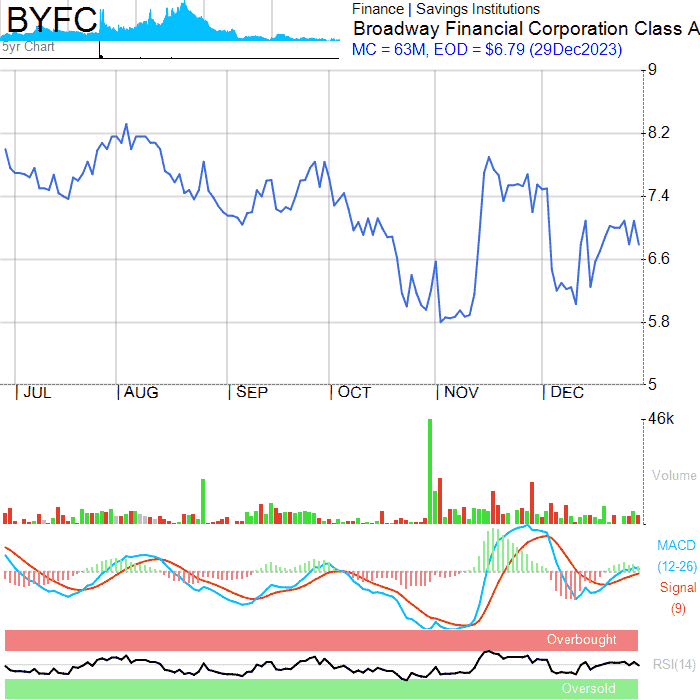 BYFC
5yr Chart
Finance | Savings Institutions
Broadway Financial Corporation Class A
MC = 63M, EOD = $6.79 (29Dec2023)
9
8.2
7.4
6.6
5.8
5
JUL AUG SEP OCT NOV DEC
46k
Volume
MACD
(12-26)
Signal
(9)
Overbought
RSI(14)
Oversold